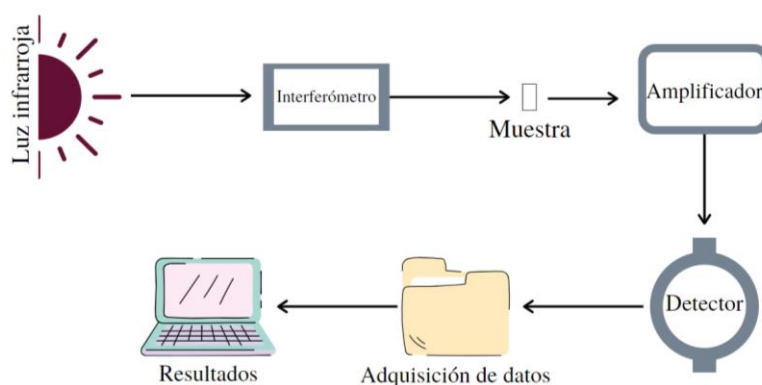 Luz infrarroja
Interferómetro
Muestra
Amplificador
Detector
Adquisición de datos
Resultados